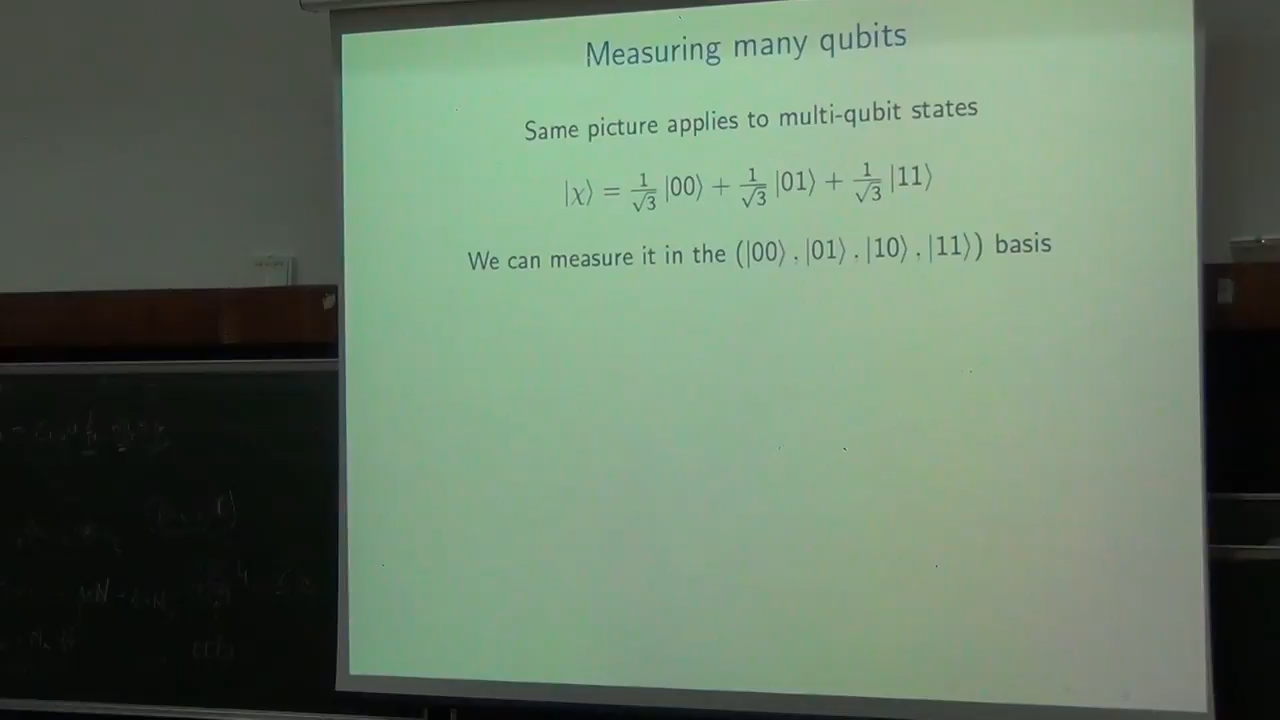 Measuring many qubits
Same picture applies to multi-qubit states
|χ⟩ = 1/√3 |00⟩ + 1/√3 |01⟩ + 1/√3 |11⟩
We can measure it in the (|00⟩ , |01⟩ , |10⟩ , |11⟩) basis